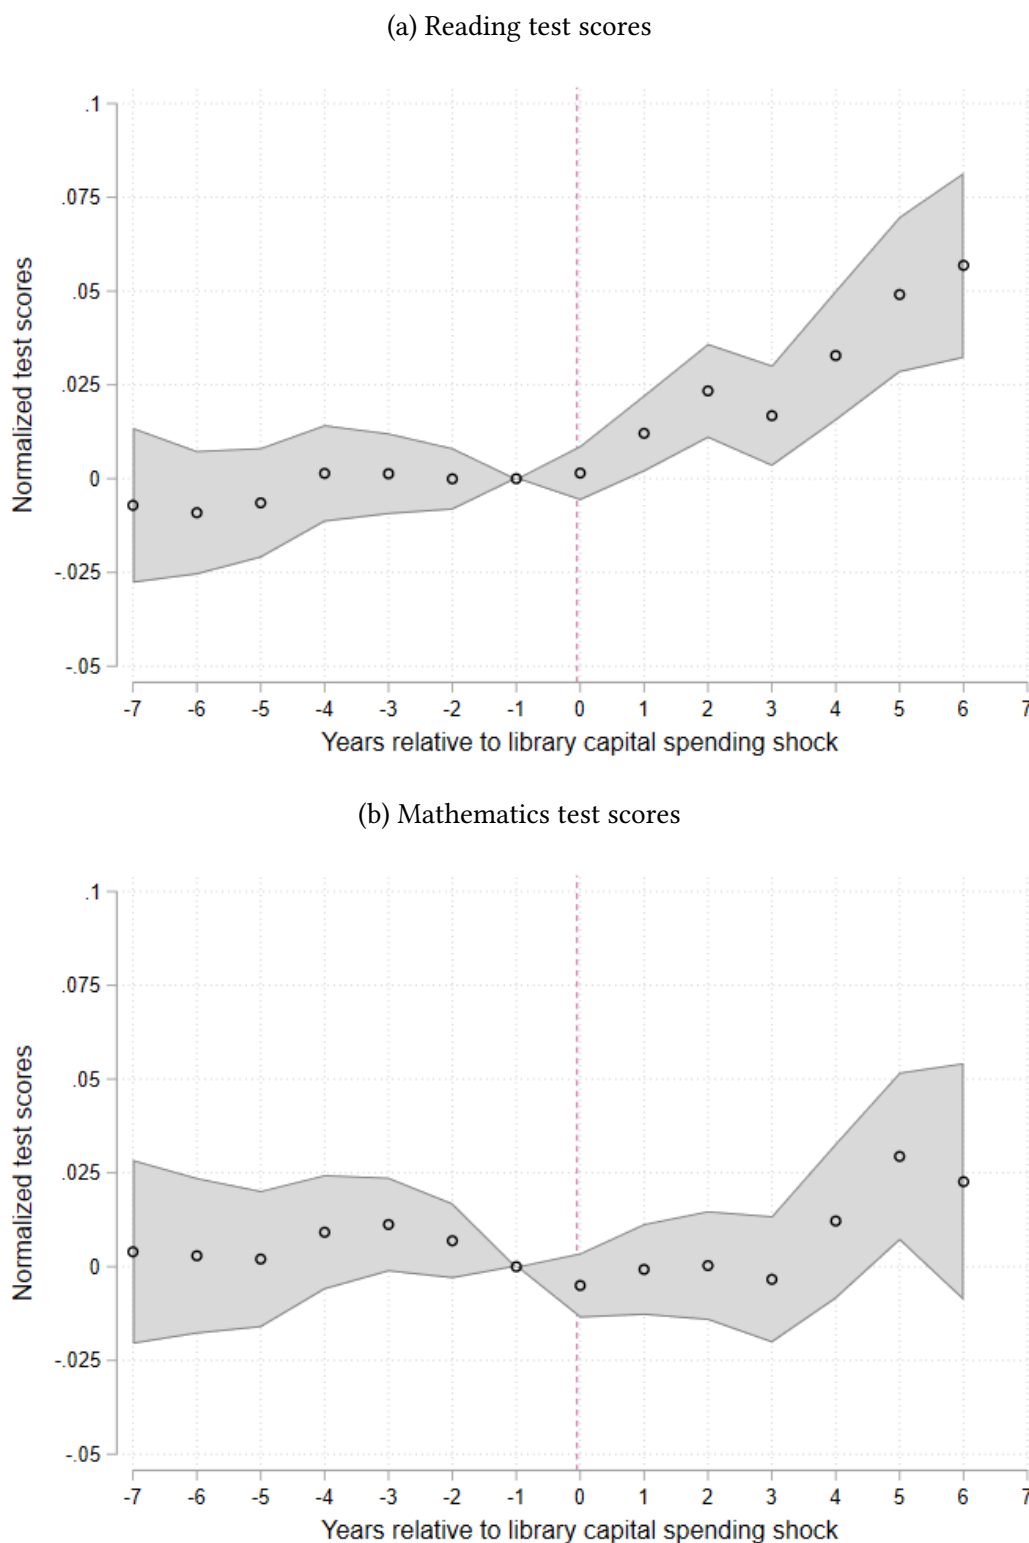 (a) Reading test scores
Normalized test scores
.1
.075
.05
.025
0
-.025
-.05
-7 -6 -5 -4 -3 -2 -1 0 1 2 3 4 5 6 7
Years relative to library capital spending shock
(b) Mathematics test scores
Normalized test scores
.1
.075
.05
.025
0
-.025
-.05
-7 -6 -5 -4 -3 -2 -1 0 1 2 3 4 5 6 7
Years relative to library capital spending shock